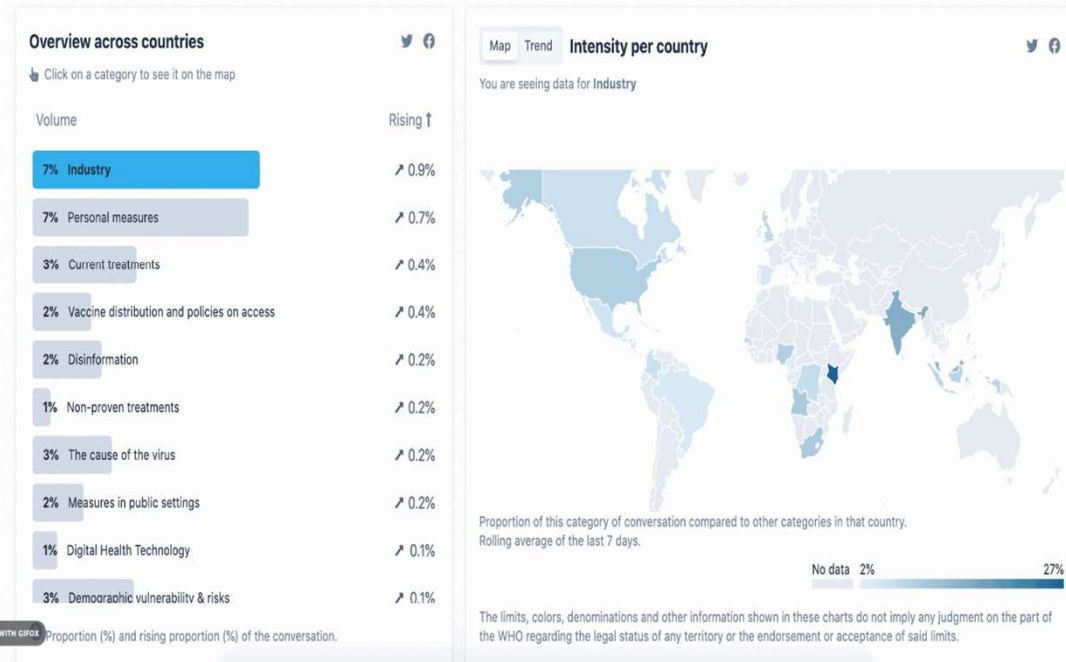 Overview across countries
Click on a category to see it on the map
Volume Rising ↑
7% Industry ↗ 0.9%
7% Personal measures ↗ 0.7%
3% Current treatments ↗ 0.4%
2% Vaccine distribution and policies on access ↗ 0.4%
2% Disinformation ↗ 0.2%
1% Non-proven treatments ↗ 0.2%
3% The cause of the virus ↗ 0.2%
2% Measures in public settings ↗ 0.2%
1% Digital Health Technology ↗ 0.1%
3% Demographic vulnerability & risks ↗ 0.1%
WITH GIFOX
Proportion (%) and rising proportion (%) of the conversation.
Map Trend Intensity per country
You are seeing data for Industry
Proportion of this category of conversation compared to other categories in that country.
Rolling average of the last 7 days.
No data 2% 27%
The limits, colors, denominations and other information shown in these charts do not imply any judgment on the part of
the WHO regarding the legal status of any territory or the endorsement or acceptance of said limits.